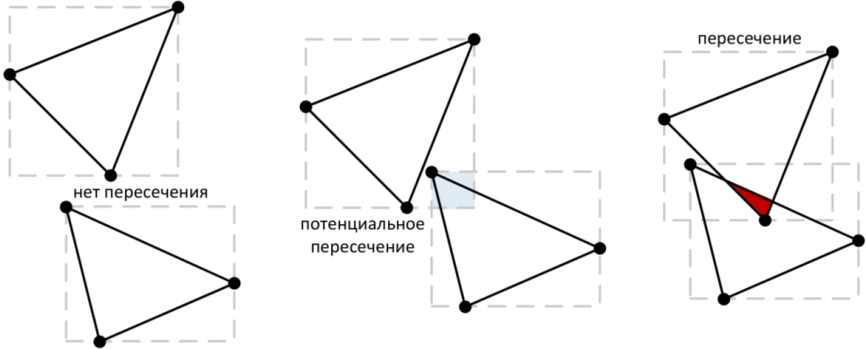 нет пересечения
потенциальное
пересечение
пересечение